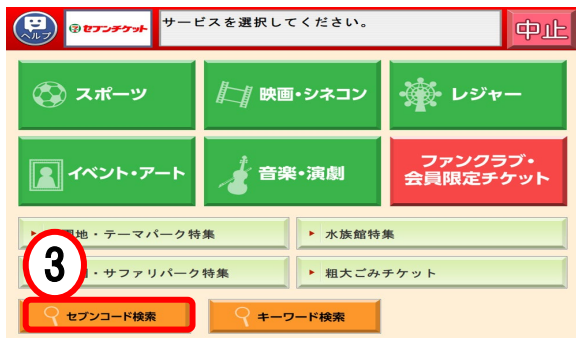 ヘルプ
セブンチケット
サービスを選択してください。
中止
スポーツ
映画・シネコン
レジャー
イベント・アート
音楽・演劇
ファンクラブ・
会員限定チケット
地・テーマパーク特集
水族館特集
3
・サファリパーク特集
粗大ごみチケット
セブンコード検索
キーワード検索